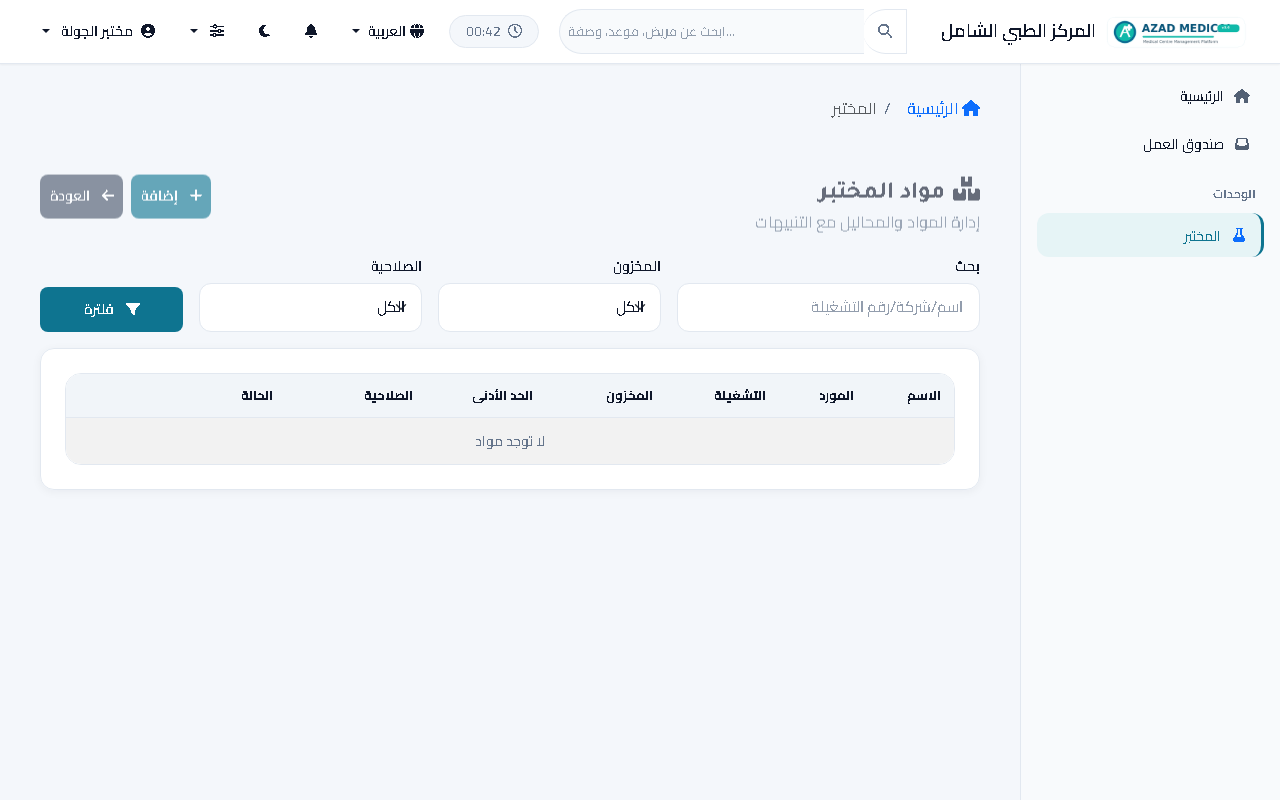 AZAD MEDIC
Medical Centre Management Platform
المركز الطبي الشامل
ابحث عن مريض، موعد، وصفة...
00:42
العربية
مختبر الجولة
الرئيسية
صندوق العمل
الوحدات
المختبر
الرئيسية / المختبر
مواد المختبر
إدارة المواد والمحاليل مع التنبيهات
إضافة
العودة
بحث
المخزون
الصلاحية
اسم/شركة/رقم التشغيلة
الكل
الكل
فلترة
الاسم المورد التشغيلة المخزون الحد الأدنى الصلاحية الحالة
لا توجد مواد